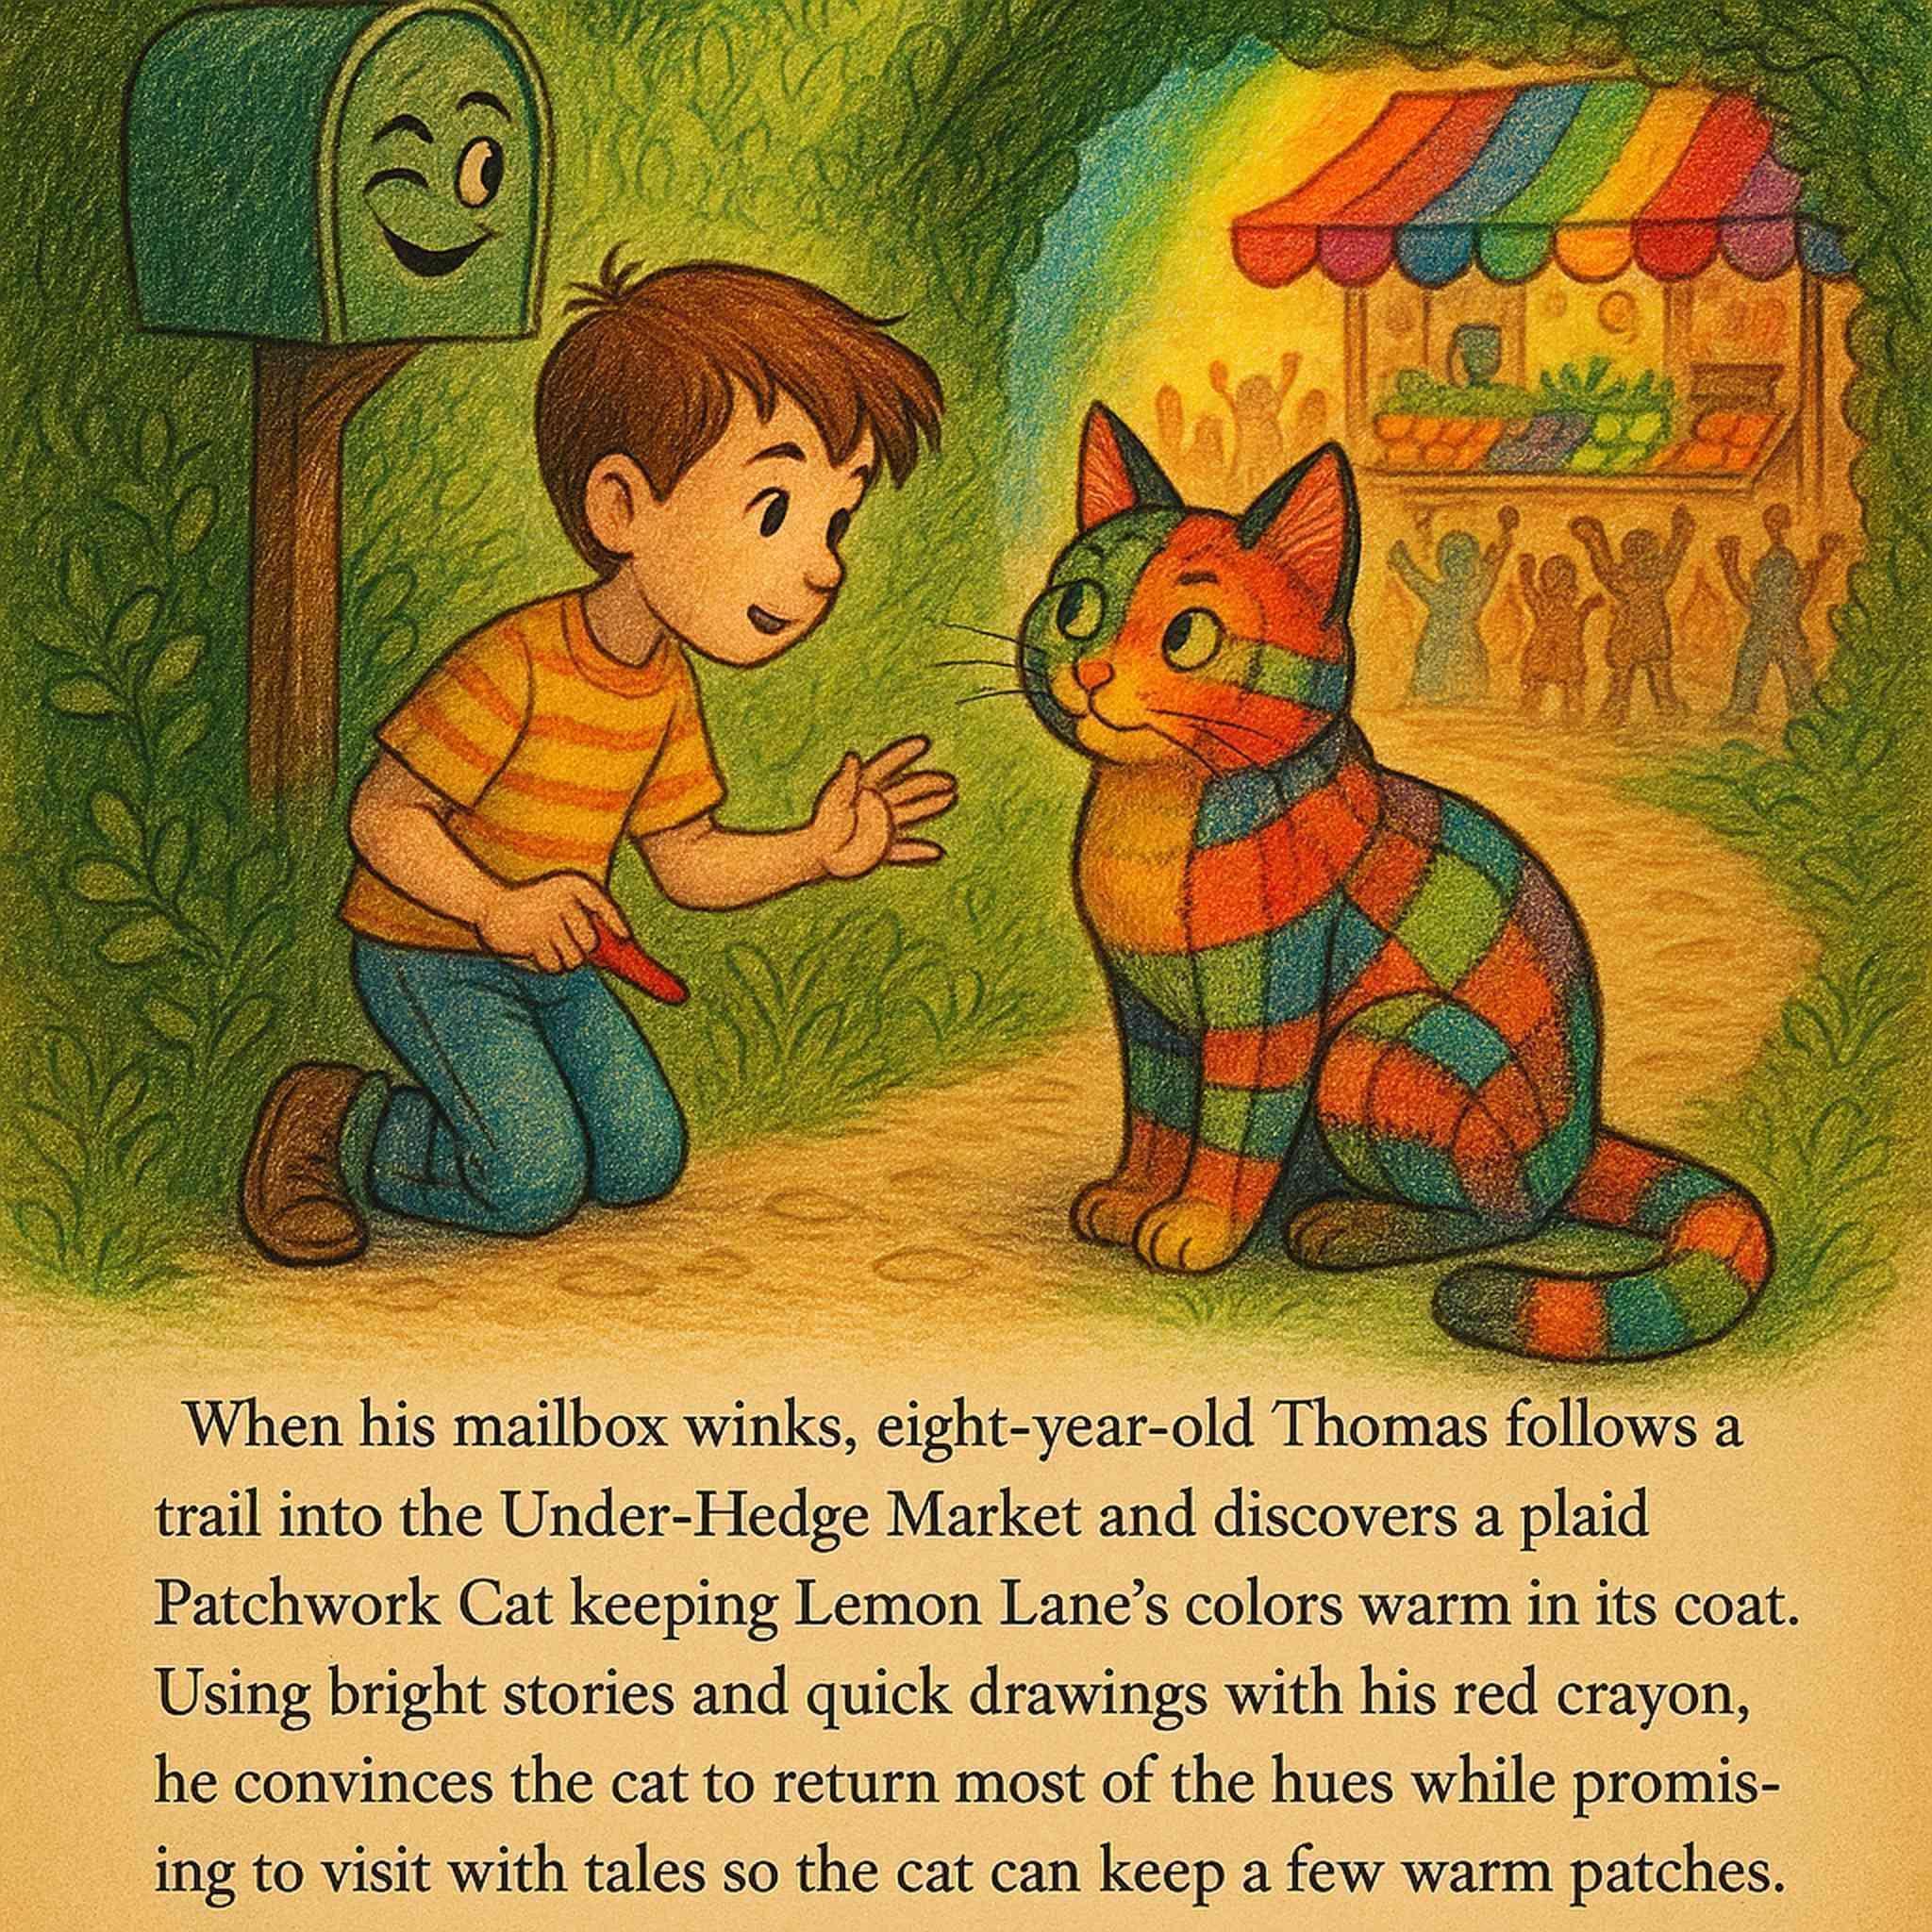 When his mailbox winks, eight-year-old Thomas follows a
trail into the Under-Hedge Market and discovers a plaid
Patchwork Cat keeping Lemon Lane’s colors warm in its coat.
Using bright stories and quick drawings with his red crayon,
he convinces the cat to return most of the hues while promis-
ing to visit with tales so the cat can keep a few warm patches.